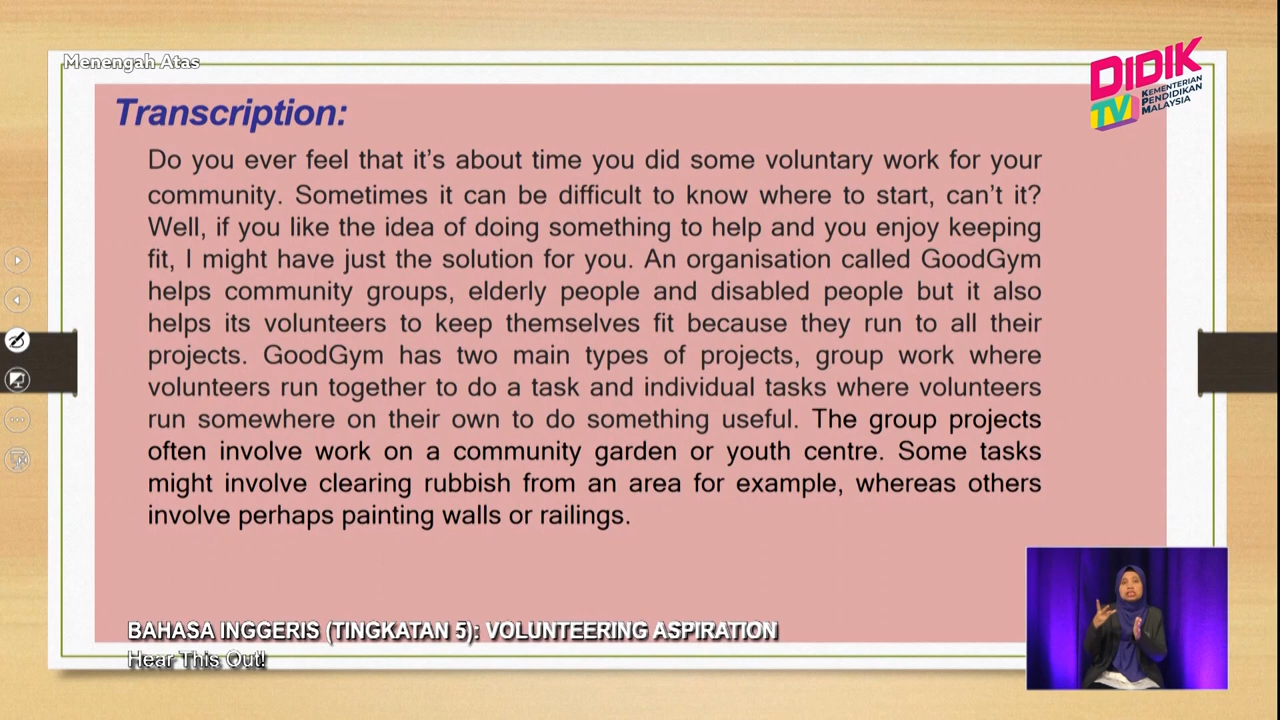 Menengah Atas
DIDIK
TV
KEMENTERIAN
PENDIDIKAN
MALAYSIA
Transcription:
Do you ever feel that it's about time you did some voluntary work for your
community. Sometimes it can be difficult to know where to start, can't it?
Well, if you like the idea of doing something to help and you enjoy keeping
fit, I might have just the solution for you. An organisation called GoodGym
helps community groups, elderly people and disabled people but it also
helps its volunteers to keep themselves fit because they run to all their
projects. GoodGym has two main types of projects, group work where
volunteers run together to do a task and individual tasks where volunteers
run somewhere on their own to do something useful. The group projects
often involve work on a community garden or youth centre. Some tasks
might involve clearing rubbish from an area for example, whereas others
involve perhaps painting walls or railings.
BAHASA INGGERIS (TINGKATAN 5): VOLUNTEERING ASPIRATION
Hear This Out!